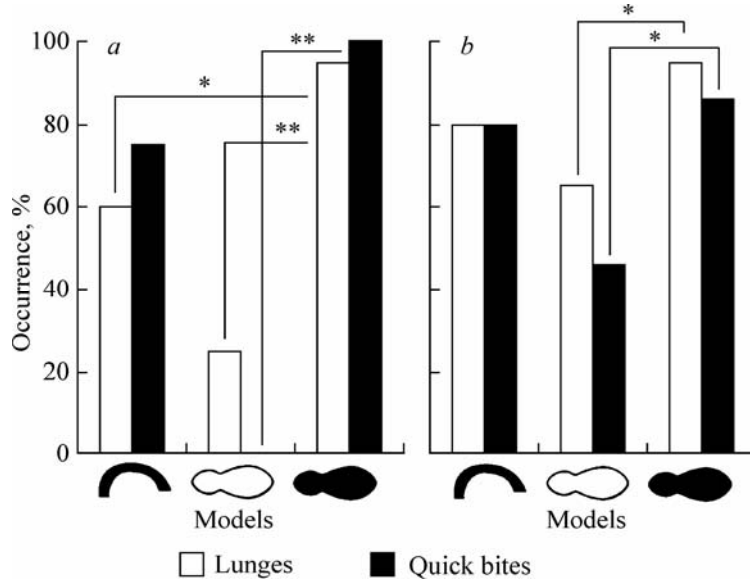 *
100 a ** b *
*
80 **
60
40
20
0
Occurrence, %
Models Models
Lunges Quick bites